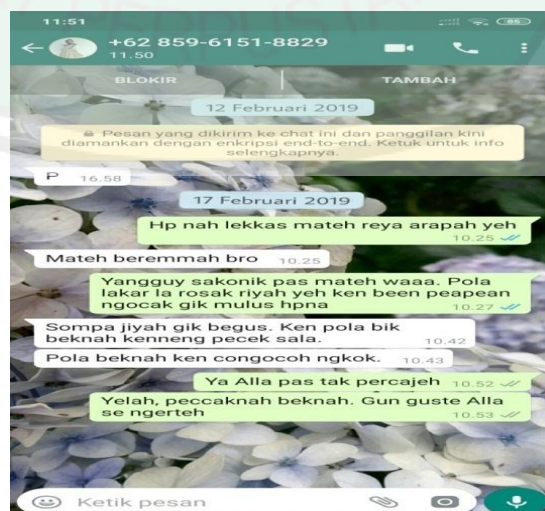 11:51
85
+62 859-6151-8829
11.50
BLOKIR
TAMBAH
12 Februari 2019
Pesan yang dikirim ke chat ini dan panggilan kini
diamankan dengan enkripsi end-to-end. Ketuk untuk info
selengkapnya.
P 16.58
17 Februari 2019
Hp nah lekkas mateh reya arapah yeh
10.25
Mateh beremmah bro 10.25
Yangguy sakonik pas mateh waaa. Pola
lakar la rosak riyah yeh ken been peapean
ngocak gik mulus hpna 10.27
Sompa jiyah gik begus. Ken pola bik
beknah kenneng pecek sala. 10.42
Pola beknah ken congocoh ngkok. 10.43
Ya Alla pas tak percajeh 10.52
Yelah, peccaknah beknah. Gun guste Alla
se ngerteh 10.53
Ketik pesan